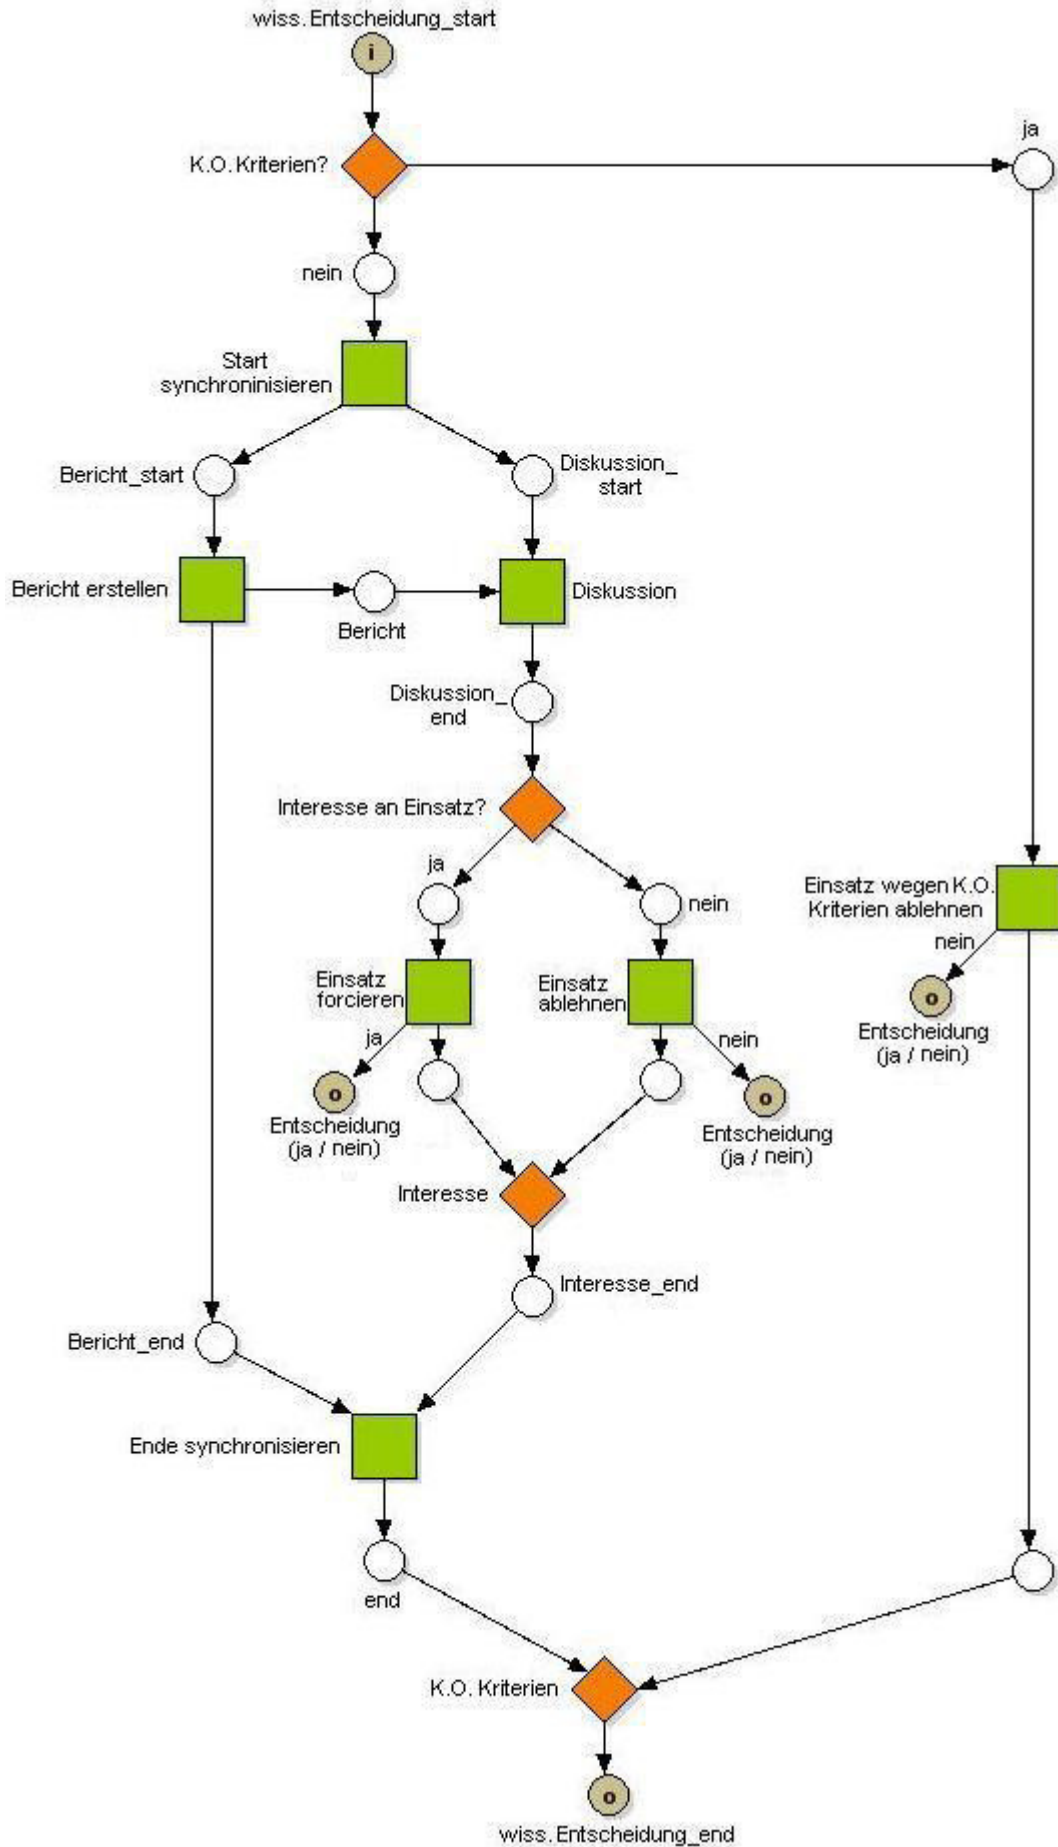 wiss.Entscheidung_start
i
ja
K.O. Kriterien?
nein
Start
synchroninisieren
Bericht_start
Diskussion_
start
Bericht erstellen
Bericht
Diskussion
Diskussion_
end
Interesse an Einsatz?
ja
nein
Einsatz wegen K.O.
Kriterien ablehnen
nein
o
Entscheidung
(ja / nein)
Einsatz
forcieren
Einsatz
ablehnen
ja
nein
o
Entscheidung
(ja / nein)
o
Entscheidung
(ja / nein)
Interesse
Interesse_end
Bericht_end
Ende synchronisieren
end
K.O. Kriterien
o
wiss.Entscheidung_end